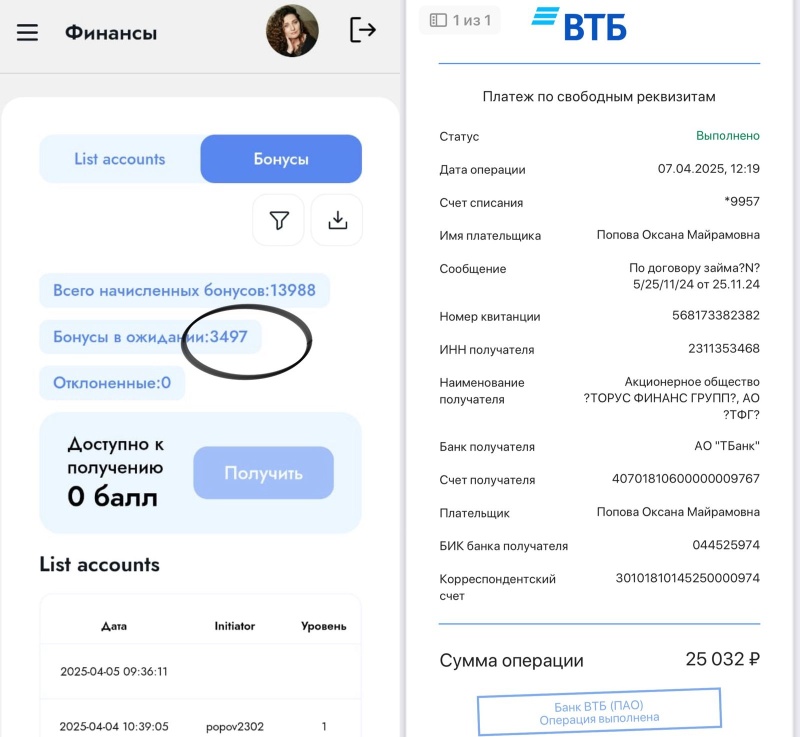 Финансы
List accounts
Бонусы
Всего начисленных бонусов:13988
Бонусы в ожидании:3497
Отклоненные:0
Доступно к
получению
0 балл
Получить
List accounts
Дата Initiator Уровень
2025-04-05 09:36:11
2025-04-04 10:39:05 popov2302 1
1 из 1
ВТБ
Платеж по свободным реквизитам
Статус Выполнено
Дата операции 07.04.2025, 12:19
Счет списания *9957
Имя плательщика Попова Оксана Майрамовна
Сообщение По договору займа?N?
5/25/11/24 от 25.11.24
Номер квитанции 568173382382
ИНН получателя 2311353468
Наименование Акционерное общество
получателя ?ТОРУС ФИНАНС ГРУПП?, АО
?ТФГ?
Банк получателя АО "ТБанк"
Счет получателя 40701810600000009767
Плательщик Попова Оксана Майрамовна
БИК банка получателя 044525974
Корреспондентский 30101810145250000974
счет
Сумма операции 25 032 ₽
Банк ВТБ (ПАО)
Операция выполнена